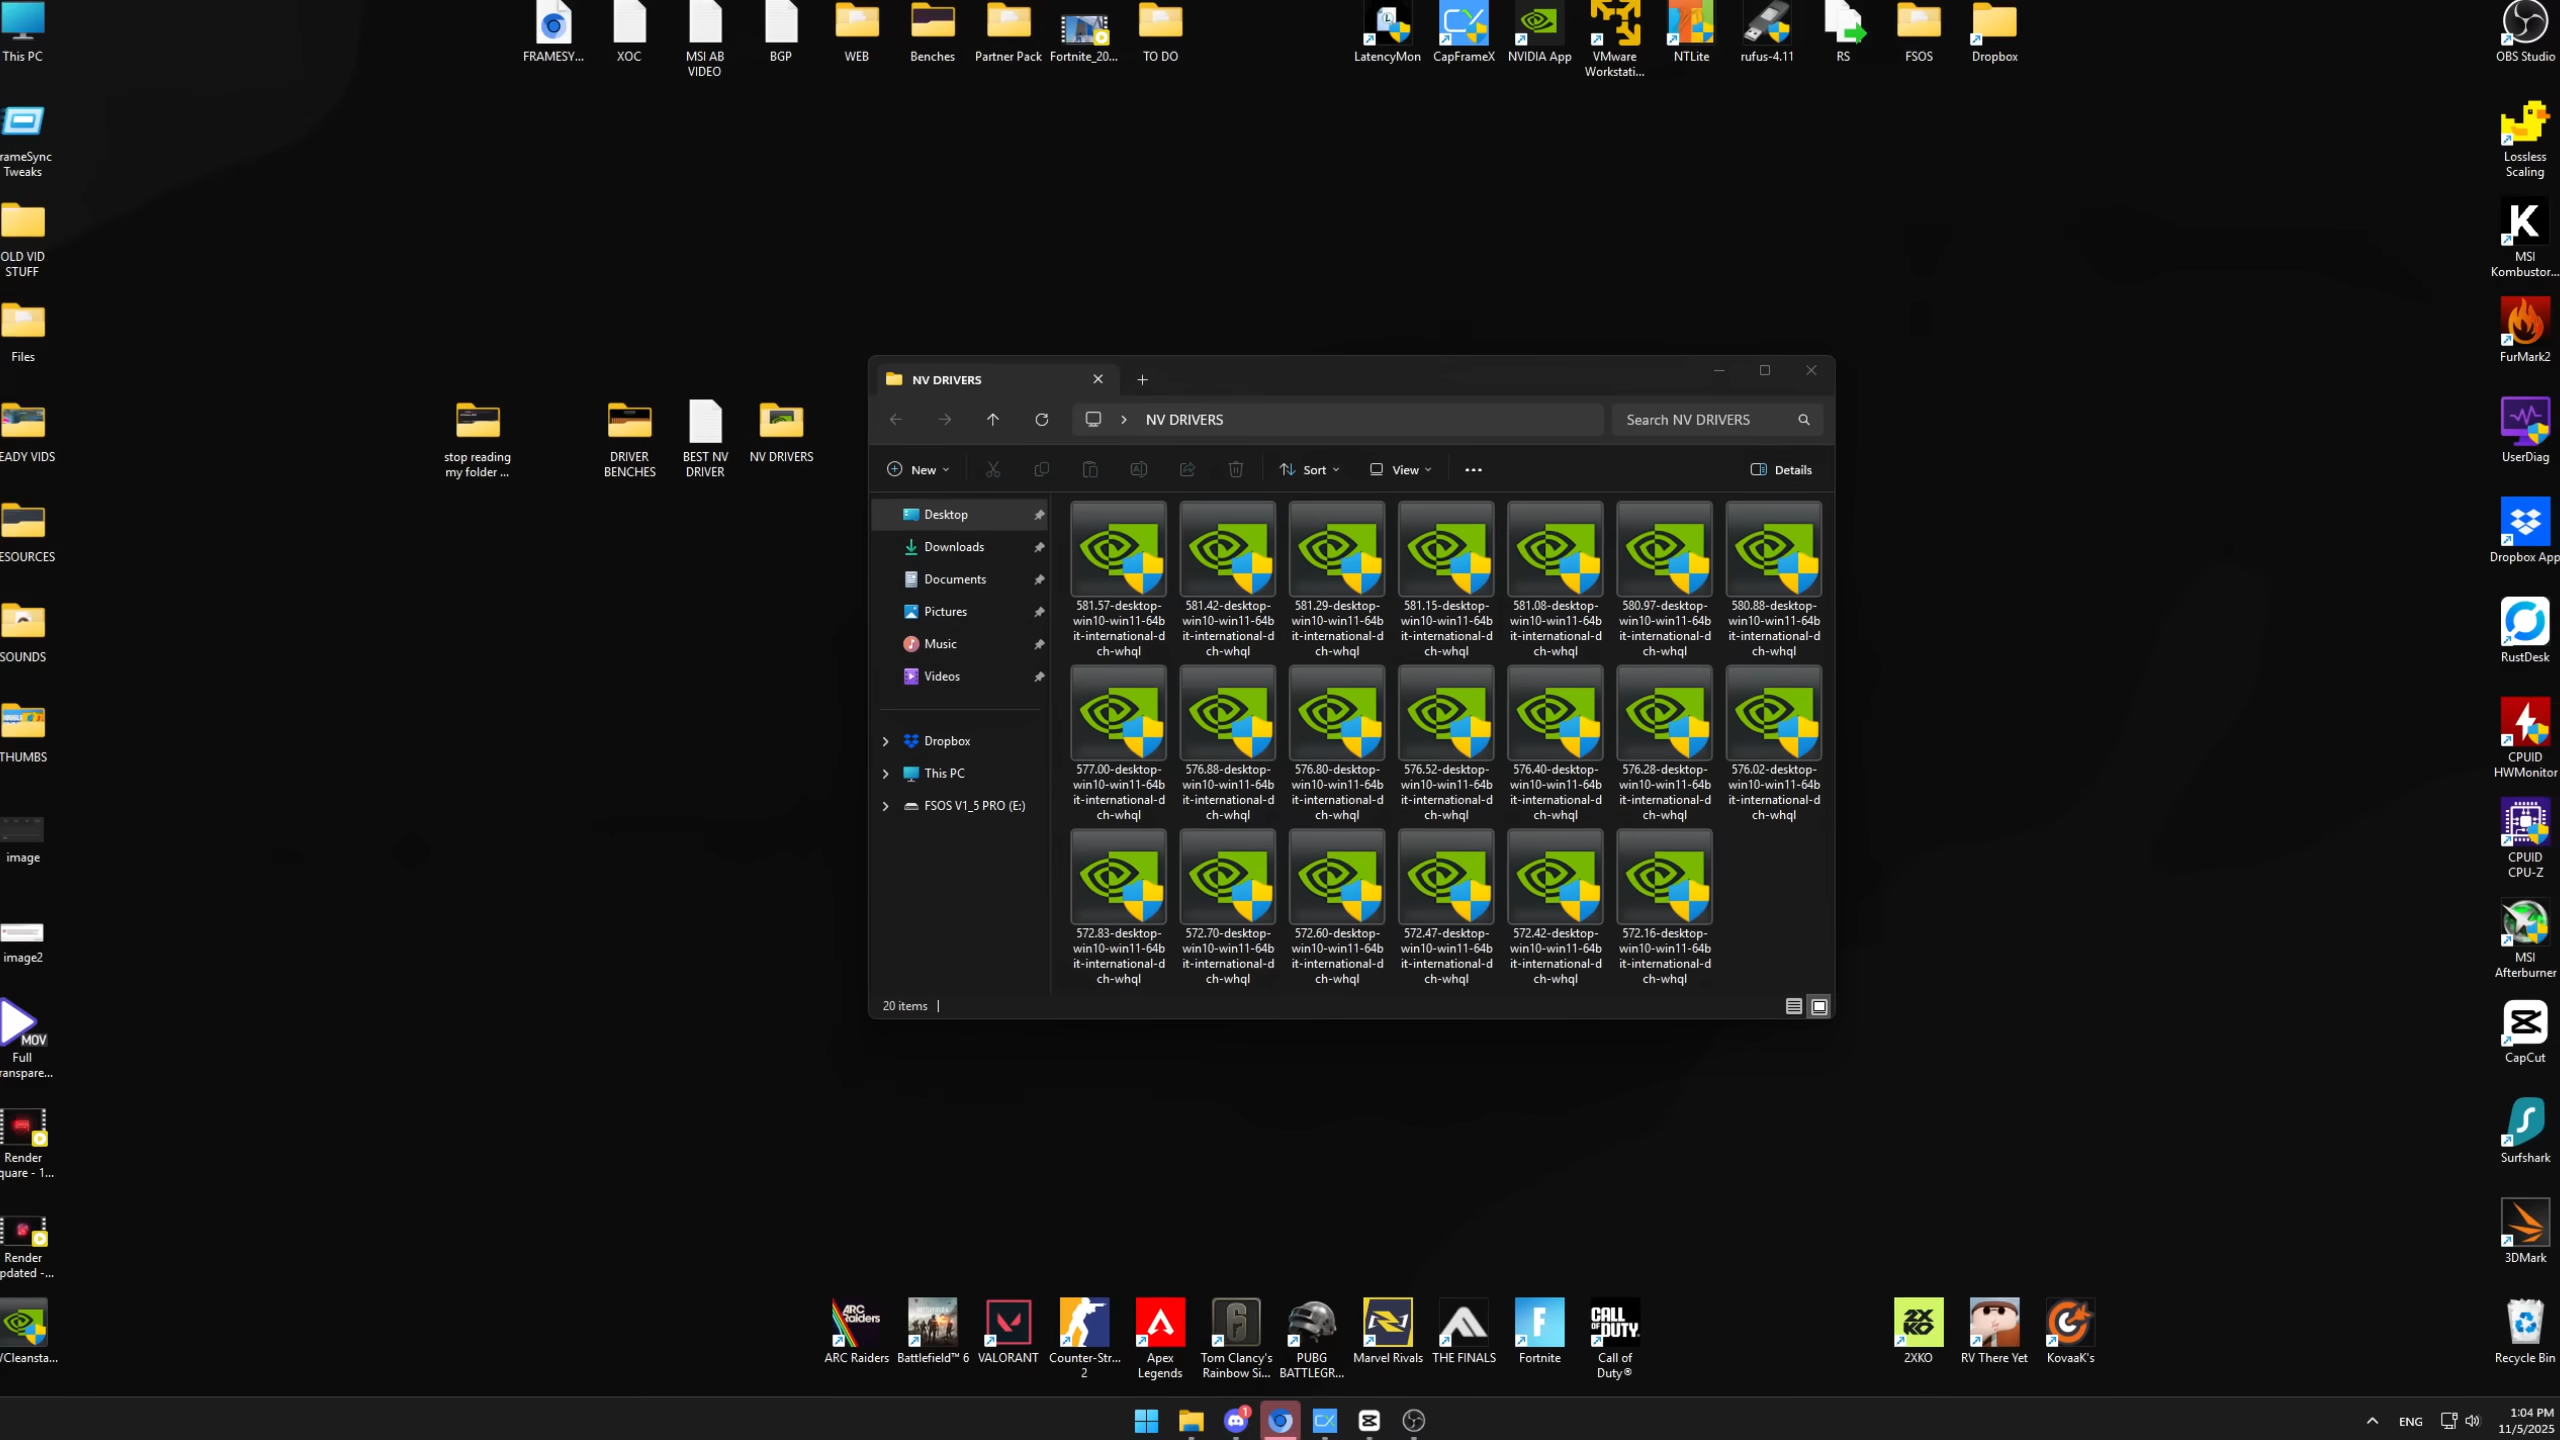 This PC
FRAMESY...
XOC
MSI AB
VIDEO
BGP
WEB
Benches
Partner Pack
Fortnite_20...
TO DO
LatencyMon
CapFrameX
NVIDIA App
VMware
Workstati...
NTLite
rufus-4.11
RS
FSOS
Dropbox
OBS Studio
rameSync
Tweaks
OLD VID
STUFF
Files
EADY VIDS
ESOURCES
SOUNDS
THUMBS
image
image2
MOV
Full
ranspare...
Render
quare - 1...
Render
pdated -...
/Cleansta...
stop reading
my folder ...
DRIVER
BENCHES
BEST NV
DRIVER
NV DRIVERS
NV DRIVERS
NV DRIVERS
Search NV DRIVERS
New
Sort
View
Details
Desktop
Downloads
Documents
Pictures
Music
Videos
Dropbox
This PC
FSOS V1_5 PRO (E:)
581.57-desktop-
win10-win11-64b
it-international-d
ch-whql
581.42-desktop-
win10-win11-64b
it-international-d
ch-whql
581.29-desktop-
win10-win11-64b
it-international-d
ch-whql
581.15-desktop-
win10-win11-64b
it-international-d
ch-whql
581.08-desktop-
win10-win11-64b
it-international-d
ch-whql
580.97-desktop-
win10-win11-64b
it-international-d
ch-whql
580.88-desktop-
win10-win11-64b
it-international-d
ch-whql
577.00-desktop-
win10-win11-64b
it-international-d
ch-whql
576.88-desktop-
win10-win11-64b
it-international-d
ch-whql
576.80-desktop-
win10-win11-64b
it-international-d
ch-whql
576.52-desktop-
win10-win11-64b
it-international-d
ch-whql
576.40-desktop-
win10-win11-64b
it-international-d
ch-whql
576.28-desktop-
win10-win11-64b
it-international-d
ch-whql
576.02-desktop-
win10-win11-64b
it-international-d
ch-whql
572.83-desktop-
win10-win11-64b
it-international-d
ch-whql
572.70-desktop-
win10-win11-64b
it-international-d
ch-whql
572.60-desktop-
win10-win11-64b
it-international-d
ch-whql
572.47-desktop-
win10-win11-64b
it-international-d
ch-whql
572.42-desktop-
win10-win11-64b
it-international-d
ch-whql
572.16-desktop-
win10-win11-64b
it-international-d
ch-whql
20 items
Lossless
Scaling
MSI
Kombustor...
FurMark2
UserDiag
Dropbox App
RustDesk
CPUID
HWMonitor
CPUID
CPU-Z
MSI
Afterburner
CapCut
Surfshark
3DMark
Recycle Bin
ARC
Raiders
ARC Raiders
Battlefield™ 6
VALORANT
Counter-Str...
2
Apex
Legends
Tom Clancy's
Rainbow Si...
PUBG
BATTLEGR...
Marvel Rivals
THE FINALS
Fortnite
CALL
OF
DUTY.
Call of
Duty®
2X
KO
2XKO
RV There Yet
KovaaK's
1
ENG
1:04 PM
11/5/2025